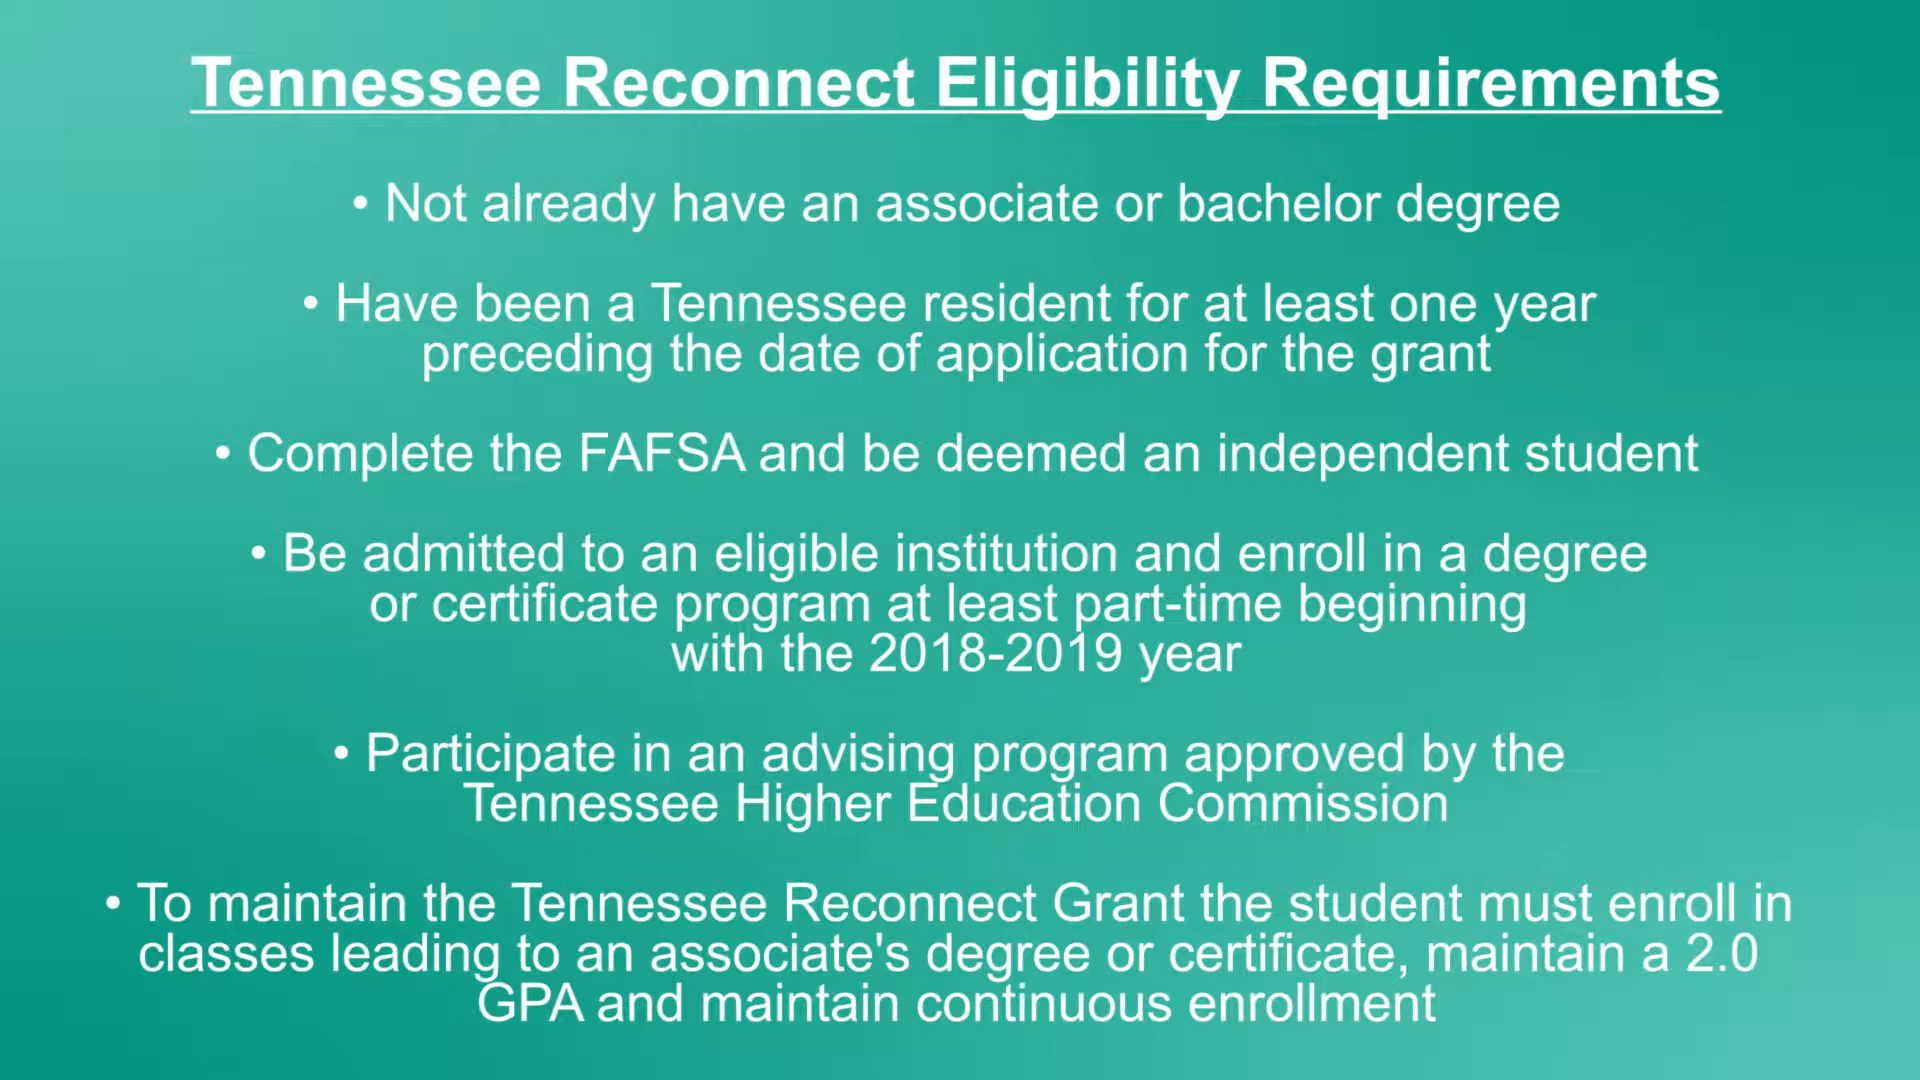 Tennessee Reconnect Eligibility Requirements
• Not already have an associate or bachelor degree
• Have been a Tennessee resident for at least one year
preceding the date of application for the grant
• Complete the FAFSA and be deemed an independent student
• Be admitted to an eligible institution and enroll in a degree
or certificate program at least part-time beginning
with the 2018-2019 year
• Participate in an advising program approved by the
Tennessee Higher Education Commission
• To maintain the Tennessee Reconnect Grant the student must enroll in
classes leading to an associate's degree or certificate, maintain a 2.0
GPA and maintain continuous enrollment